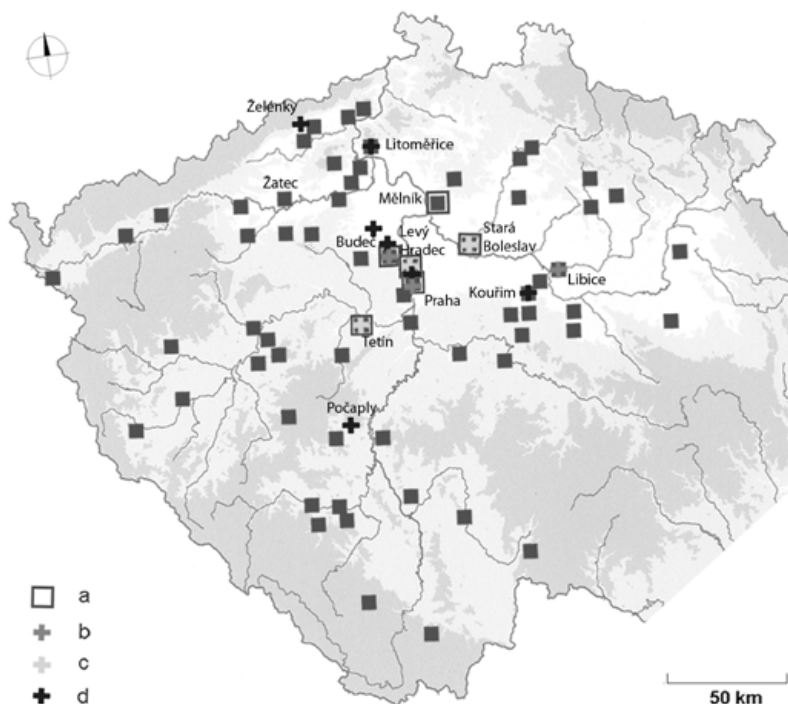 Želénky
Litoměřice
Žatec
Mělník
Levý
Hradec
Budeč
Stará
Boleslav
Libice
Kouřim
Praha
Tetín
Počaply
a
b
c
d
50 km